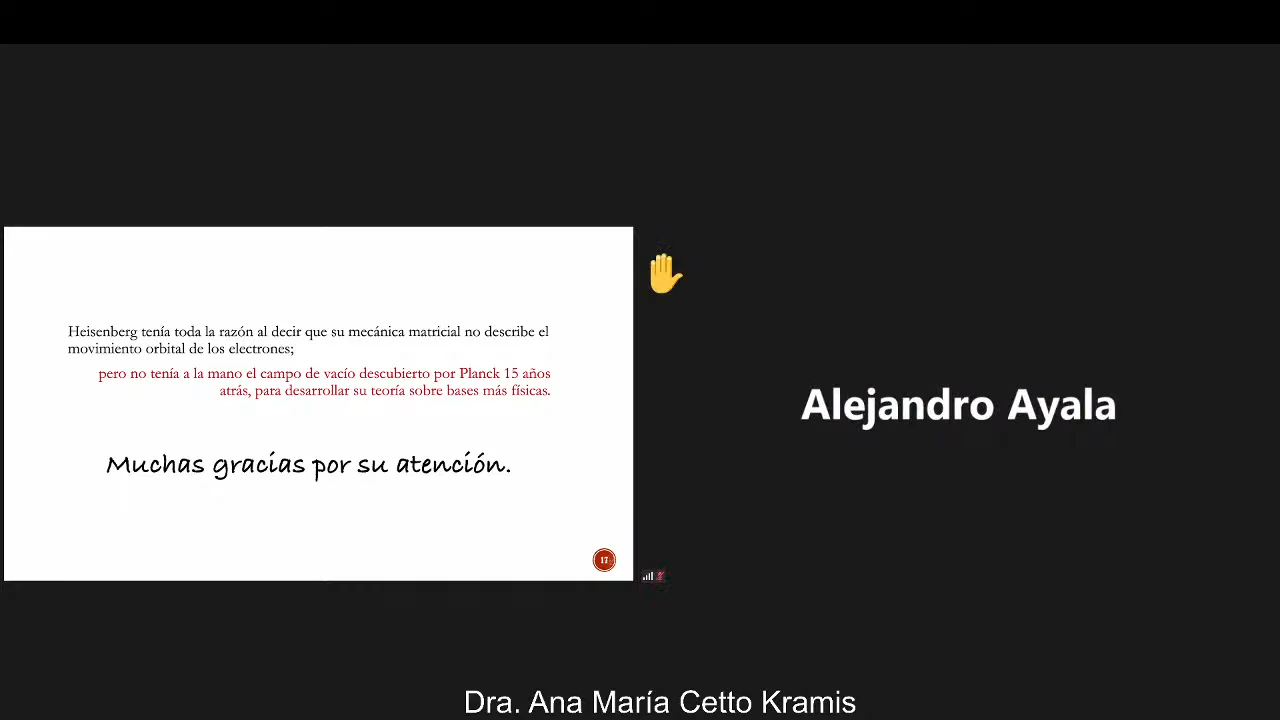 Heisenberg tenía toda la razón al decir que su mecánica matricial no describe el
movimiento orbital de los electrones;
pero no tenía a la mano el campo de vacío descubierto por Planck 15 años
atrás, para desarrollar su teoría sobre bases más físicas.
Muchas gracias por su atención.
17
Alejandro Ayala
Dra. Ana María Cetto Kramis